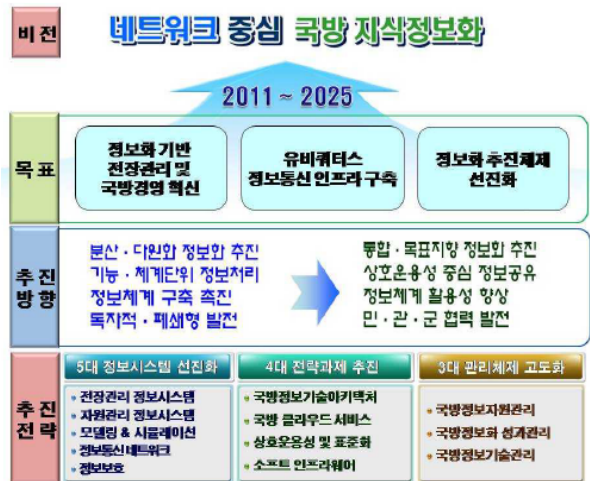 비전
네트워크 중심 국방 지식정보화
2011 ~ 2025
목표
정보화 기반
전장관리 및
국방경영 혁신
유비쿼터스
정보통신 인프라 구축
정보화 추진체제
선진화
추진
방향
분산 · 다원화 정보화 추진
기능 · 체계단위 정보처리
정보체계 구축 촉진
독자적 · 폐쇄형 발전
통합 · 목표지향 정보화 추진
상호운용성 중심 정보공유
정보체계 활용성 향상
민 · 관 · 군 협력 발전
추진
전략
5대 정보시스템 선진화
• 전장관리 정보시스템
• 자원관리 정보시스템
• 모델링 & 시뮬레이션
• 정보통신 네트워크
• 정보보호
4대 전략과제 추진
• 국방정보기술아키텍처
• 국방 클라우드 서비스
• 상호운용성 및 표준화
• 소프트 인프라웨어
3대 관리체제 고도화
• 국방정보자원관리
• 국방정보화 성과관리
• 국방정보기술관리